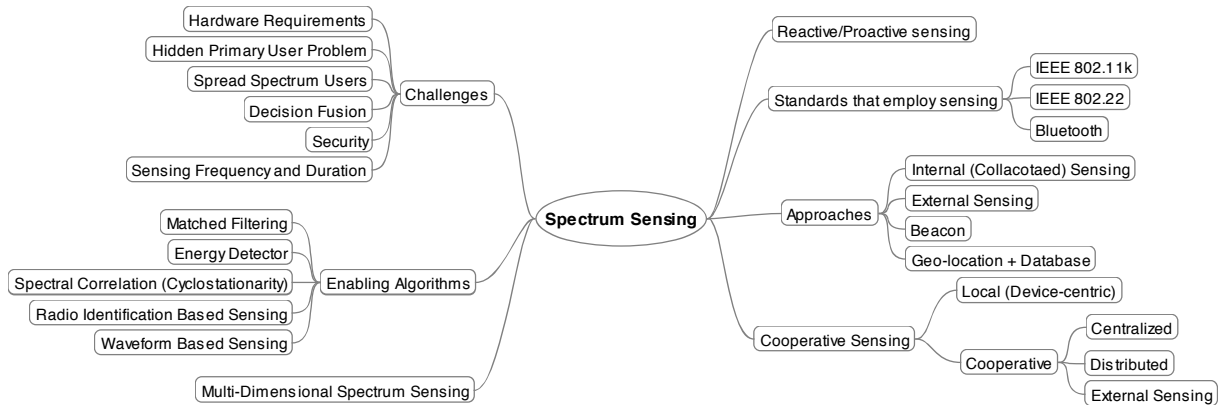 Hardware Requirements
Hidden Primary User Problem
Spread Spectrum Users
Decision Fusion
Security
Sensing Frequency and Duration
Challenges
Matched Filtering
Energy Detector
Spectral Correlation (Cyclostationarity)
Radio Identification Based Sensing
Waveform Based Sensing
Enabling Algorithms
Multi-Dimensional Spectrum Sensing
Spectrum Sensing
Reactive/Proactive sensing
Standards that employ sensing
IEEE 802.11k
IEEE 802.22
Bluetooth
Approaches
Internal (Collacotaed) Sensing
External Sensing
Beacon
Geo-location + Database
Cooperative Sensing
Local (Device-centric)
Cooperative
Centralized
Distributed
External Sensing